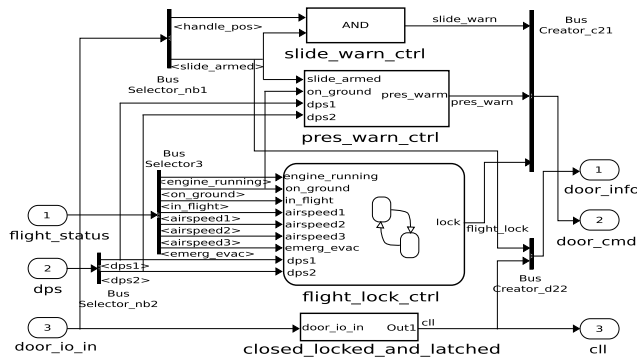 AND
slide_warn
Bus
Creator_c21
<handle_pos>
slide_warn_ctrl
<slide_armed>
Bus
Selector_nb1
slide_armed
on_ground
dps1
dps2
pres_warm
pres_warn
pres_warn_ctrl
Bus
Selector3
<engine_running>
<on_ground>
<in_flight>
<airspeed1>
<airspeed2>
<airspeed3>
<emerg_evac>
engine_running
on_ground
in_flight
airspeed1
airspeed2
airspeed3
emerg_evac
dps1
dps2
lock
flight_lock
flight_lock_ctrl
1
flight_status
2
dps
<dps1>
<dps2>
Bus
Selector_nb2
1
door_info
2
door_cmd
Bus
Creator_d22
3
door_io_in
door_io_in
Out1
cll
closed_locked_and_latched
3
cll